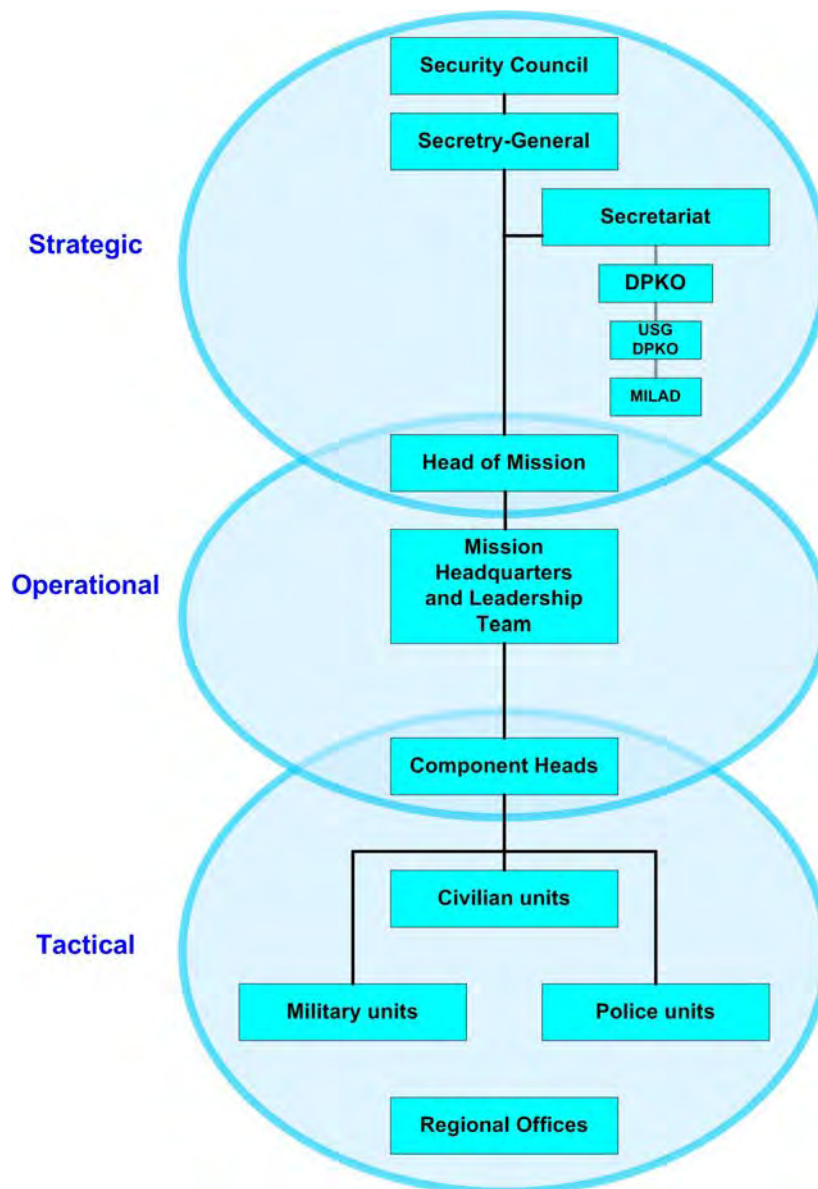 Security Council
Secretry-General
Strategic
Secretariat
DPKO
USG
DPKO
MILAD
Head of Mission
Operational
Mission
Headquarters
and Leadership
Team
Component Heads
Tactical
Civilian units
Military units
Police units
Regional Offices